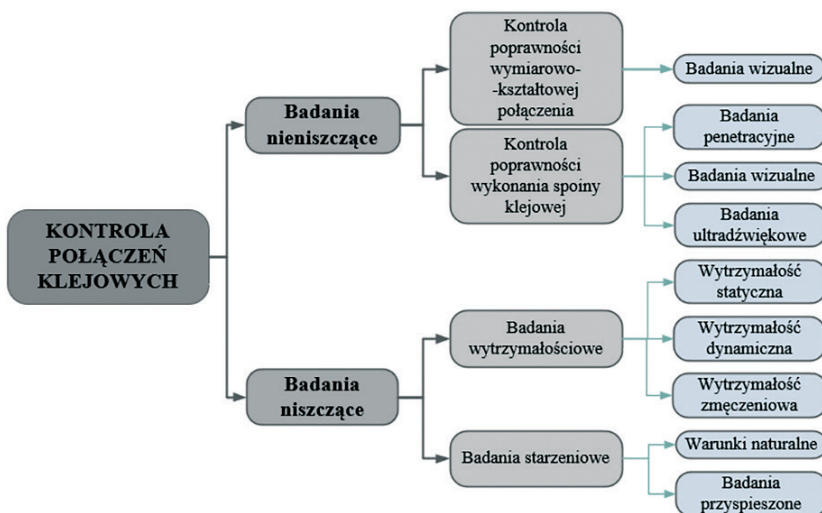 KONTROLA
POŁĄCZEŃ
KLEJOWYCH
Badania
nieniszczące
Kontrola
poprawności
wymiarowo-
-kształtowej
połączenia
Badania wizualne
Kontrola
poprawności
wykonania spoiny
klejowej
Badania
penetracyjne
Badania wizualne
Badania
ultradźwiękowe
Badania
niszczące
Badania
wytrzymałościowe
Wytrzymałość
statyczna
Wytrzymałość
dynamiczna
Wytrzymałość
zmęczeniowa
Badania starzeniowe
Warunki naturalne
Badania
przyspieszone